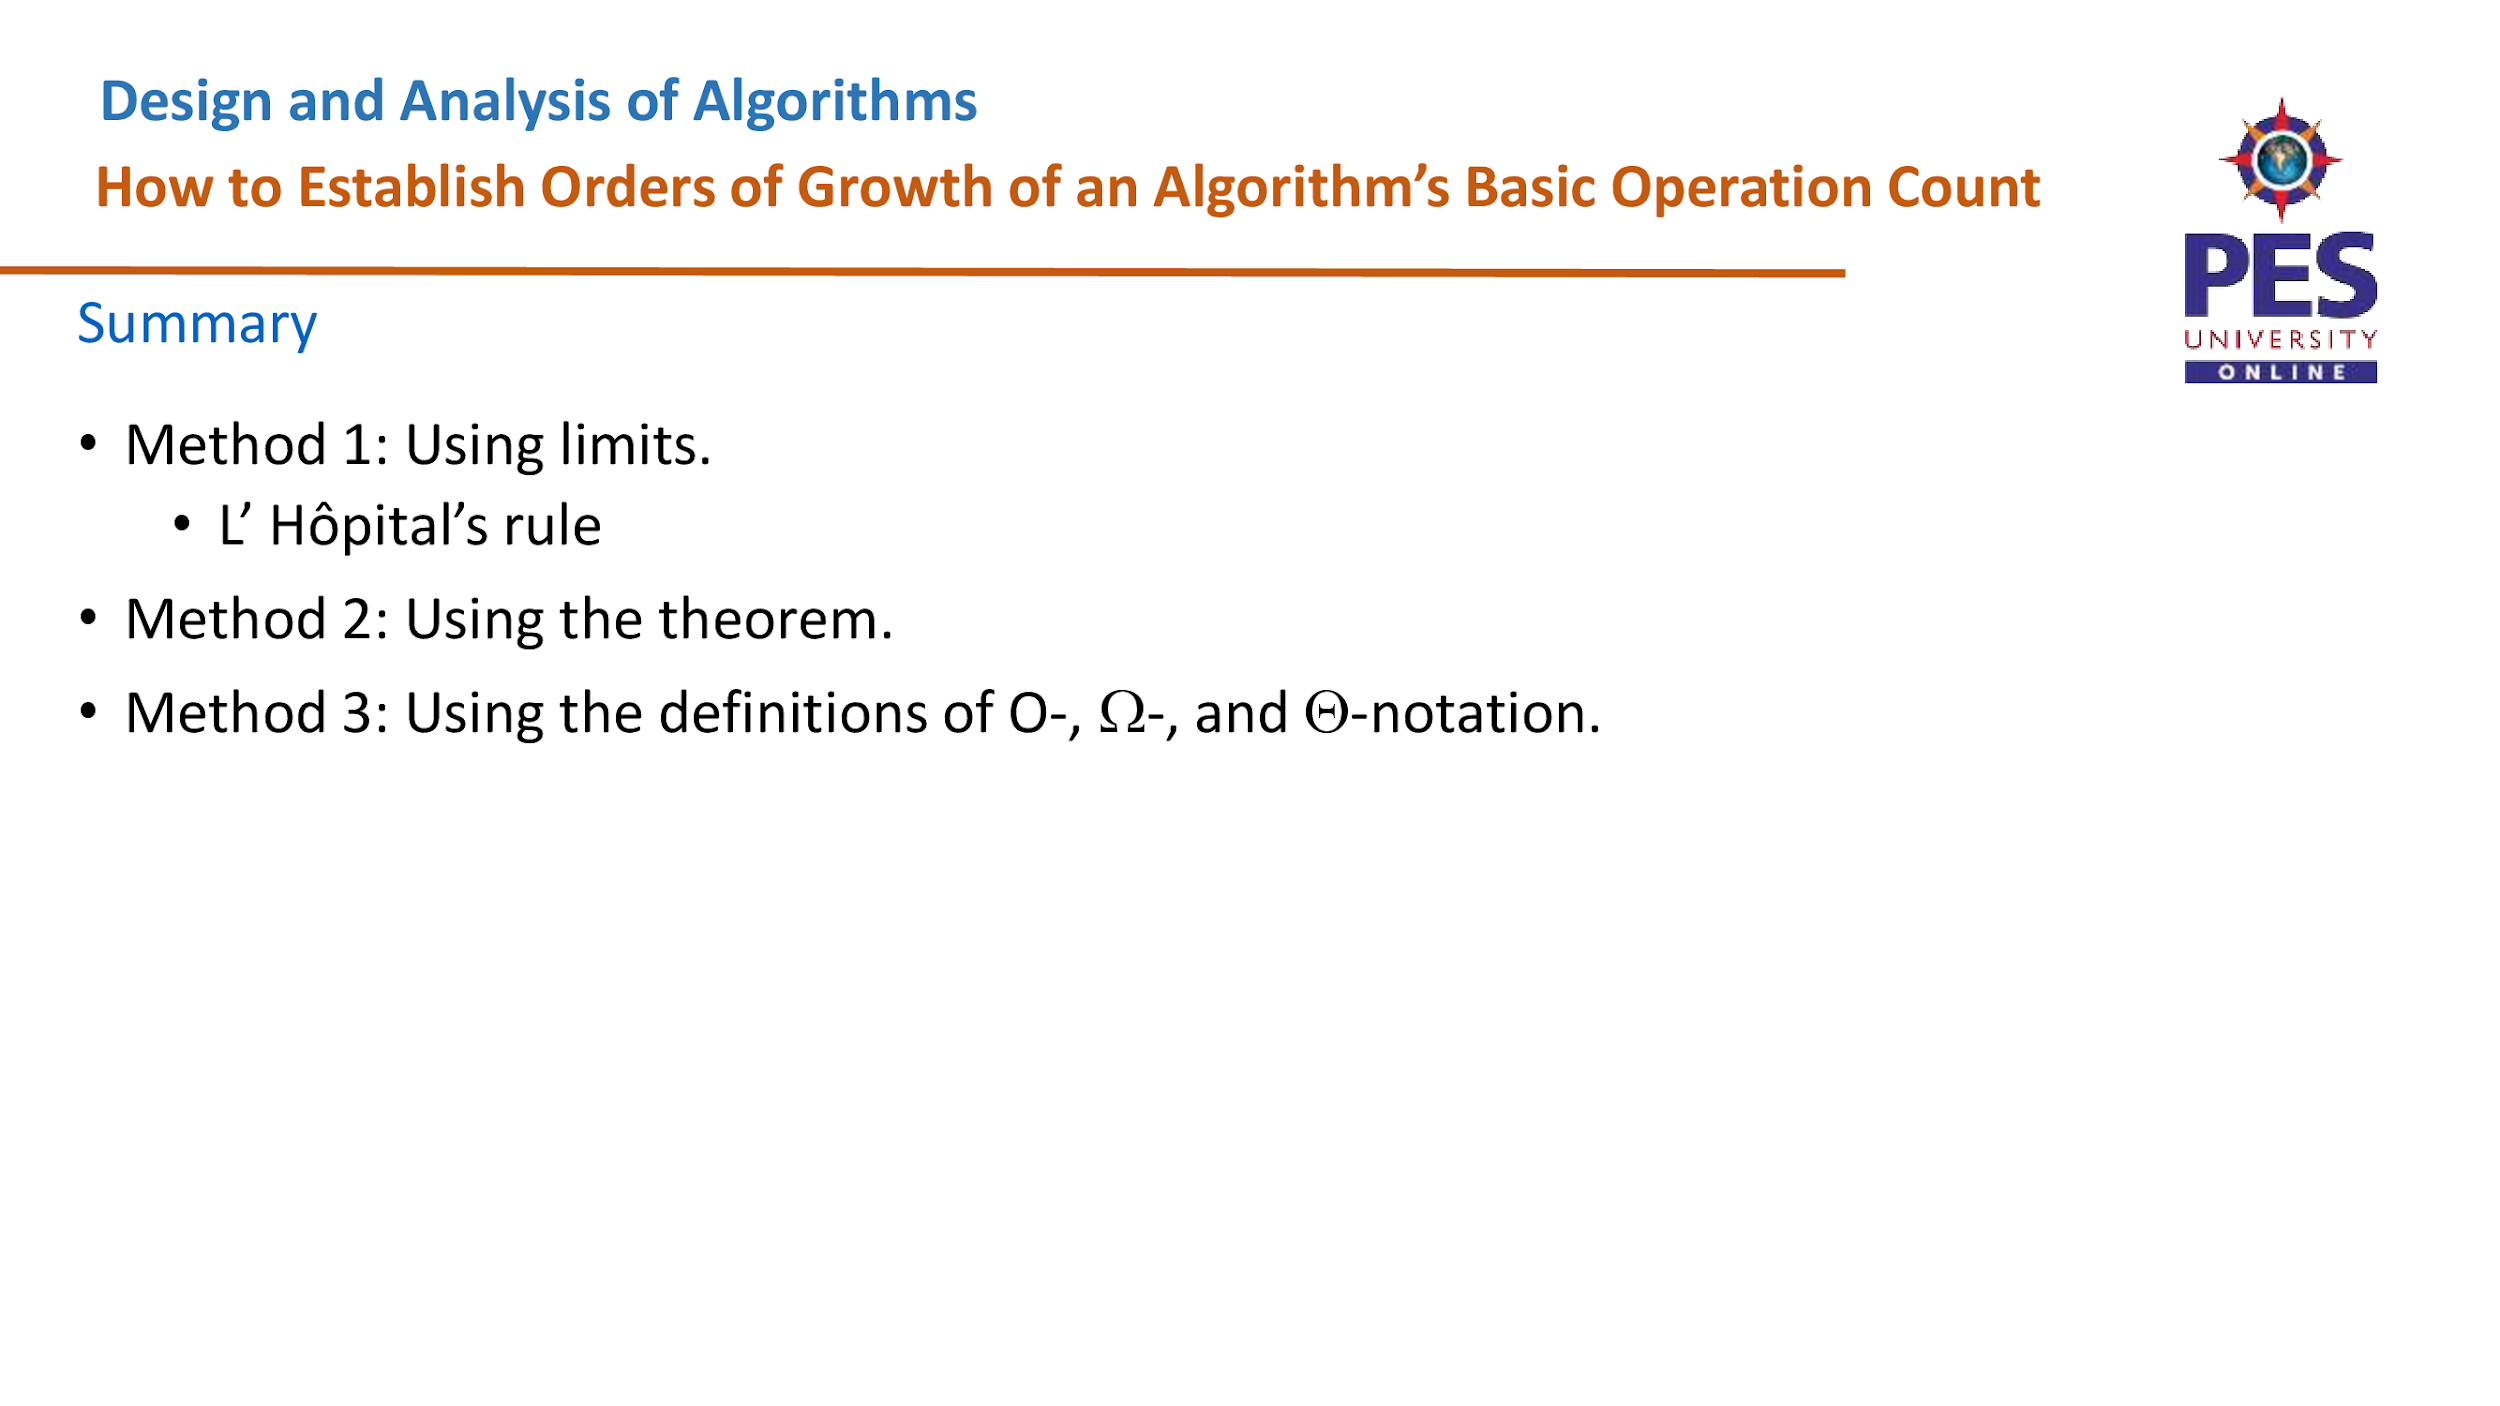 Design and Analysis of Algorithms
How to Establish Orders of Growth of an Algorithm’s Basic Operation Count
PES
UNIVERSITY
ONLINE
Summary
• Method 1: Using limits.
• L’ Hôpital’s rule
• Method 2: Using the theorem.
• Method 3: Using the definitions of O-, Ω-, and Θ-notation.